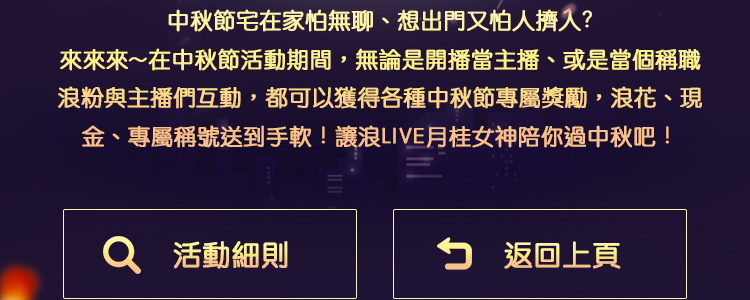 中秋節宅在家怕無聊、想出門又怕人擠人?
來來來~在中秋節活動期間，無論是開播當主播、或是當個稱職
浪粉與主播們互動，都可以獲得各種中秋節專屬獎勵，浪花、現
金、專屬稱號送到手軟！讓浪LIVE月桂女神陪你過中秋吧！
活動細則
返回上頁